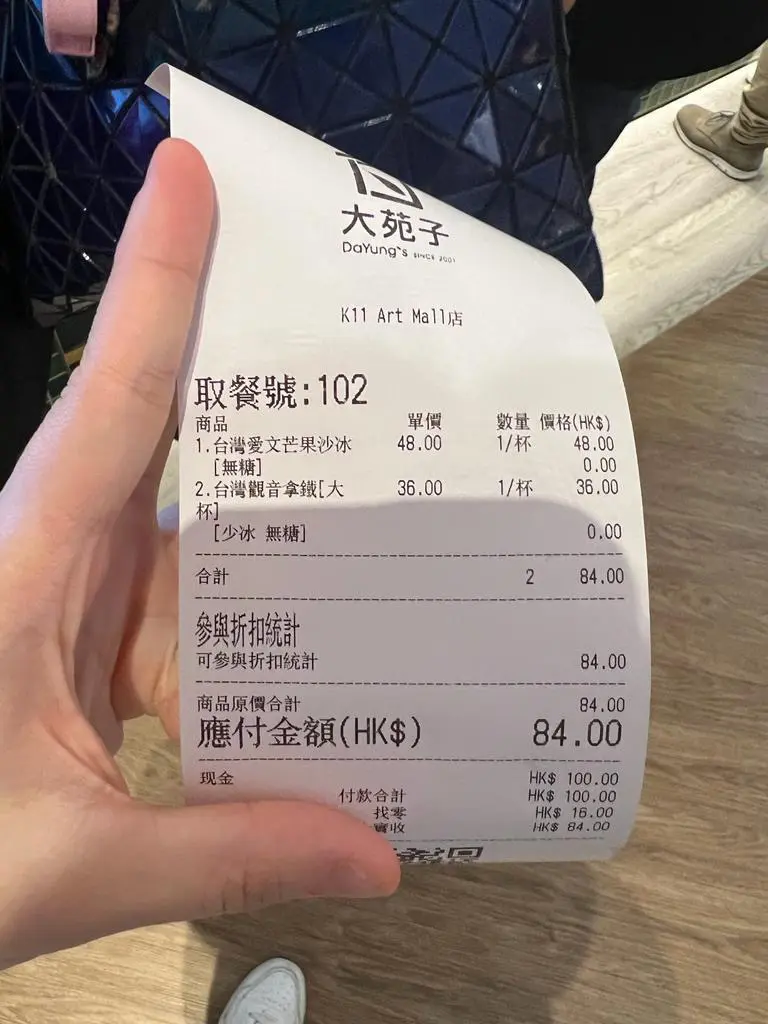 大苑子
DaYung's SINCE 2001
K11 Art Mall店
取餐號:102
商品 單價 數量 價格(HK$)
1.台灣愛文芒果沙冰 48.00 1/杯 48.00
[無糖] 0.00
2.台灣觀音拿鐵[大 36.00 1/杯 36.00
杯]
[少冰 無糖] 0.00
合計 2 84.00
參與折扣統計
可參與折扣統計 84.00
商品原價合計 84.00
應付金額(HK$) 84.00
现金 HK$ 100.00
付款合計 HK$ 100.00
找零 HK$ 16.00
實收 HK$ 84.00